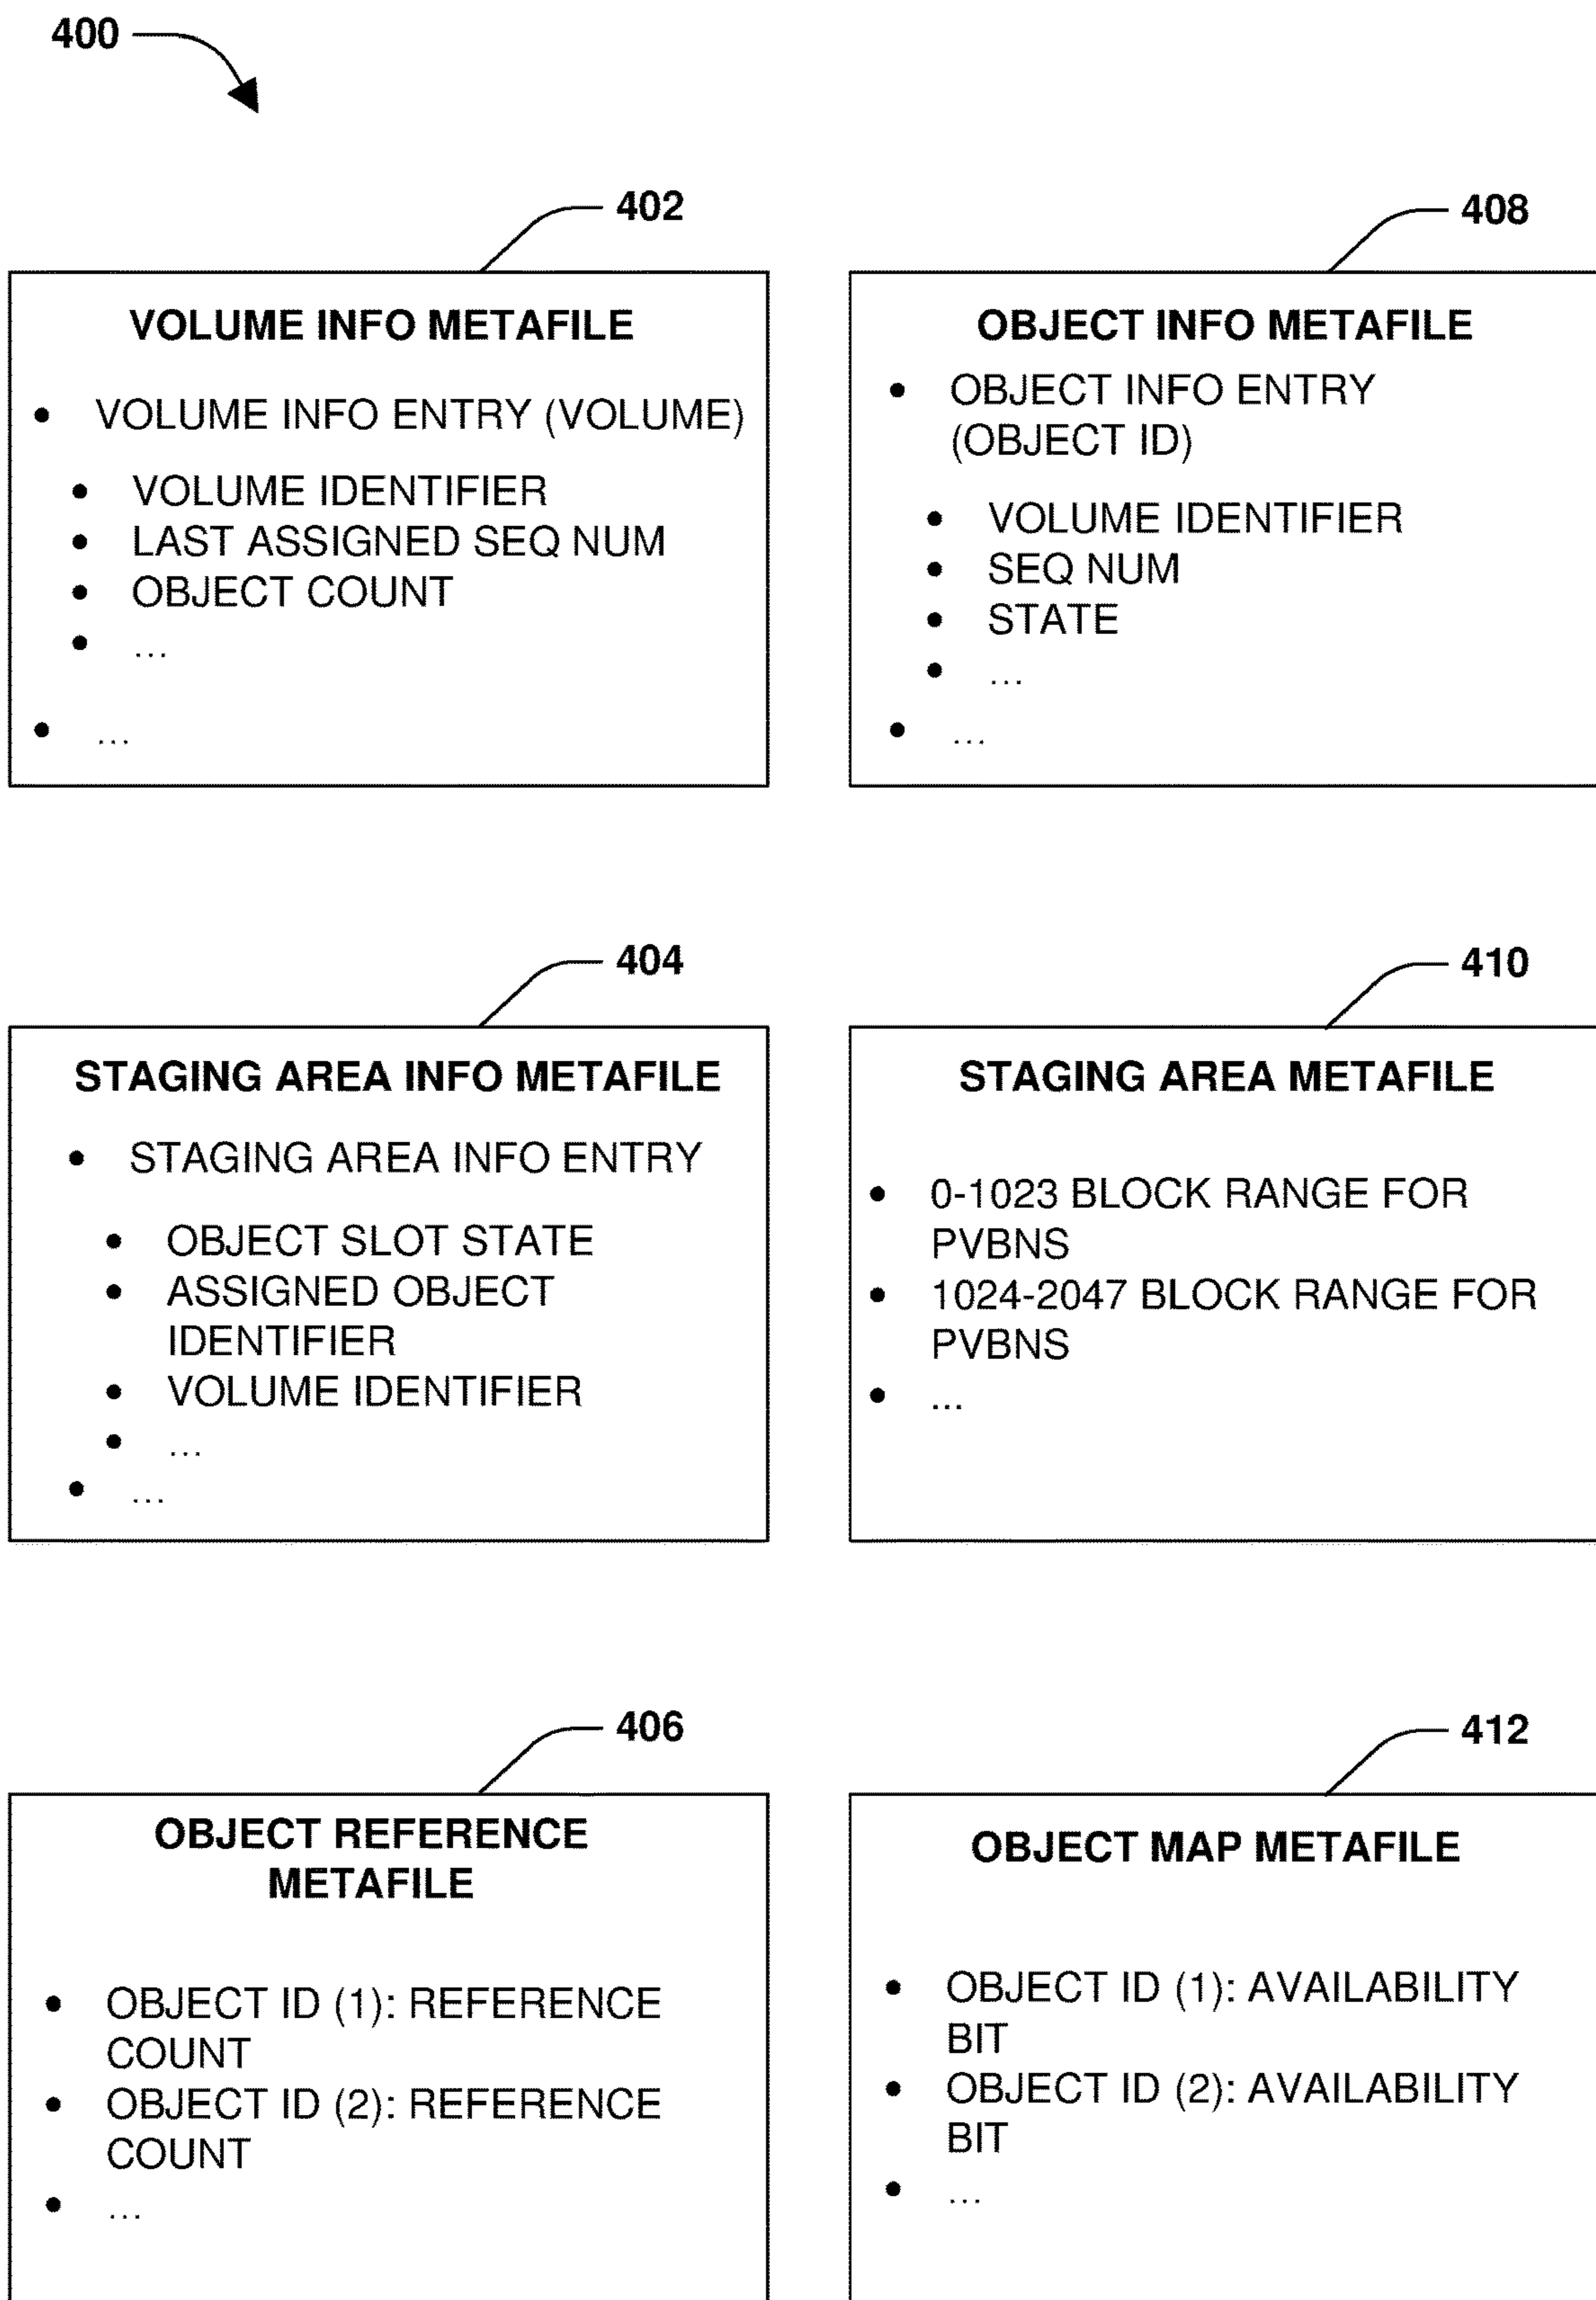 400
402
VOLUME INFO METAFILE
• VOLUME INFO ENTRY (VOLUME)
• VOLUME IDENTIFIER
• LAST ASSIGNED SEQ NUM
• OBJECT COUNT
• ...
• ...
408
OBJECT INFO METAFILE
• OBJECT INFO ENTRY
(OBJECT ID)
• VOLUME IDENTIFIER
• SEQ NUM
• STATE
• ...
• ...
404
STAGING AREA INFO METAFILE
• STAGING AREA INFO ENTRY
• OBJECT SLOT STATE
• ASSIGNED OBJECT
IDENTIFIER
• VOLUME IDENTIFIER
• ...
• ...
410
STAGING AREA METAFILE
• 0-1023 BLOCK RANGE FOR
PVBNS
• 1024-2047 BLOCK RANGE FOR
PVBNS
• ...
406
OBJECT REFERENCE
METAFILE
• OBJECT ID (1): REFERENCE
COUNT
• OBJECT ID (2): REFERENCE
COUNT
• ...
412
OBJECT MAP METAFILE
• OBJECT ID (1): AVAILABILITY
BIT
• OBJECT ID (2): AVAILABILITY
BIT
• ...